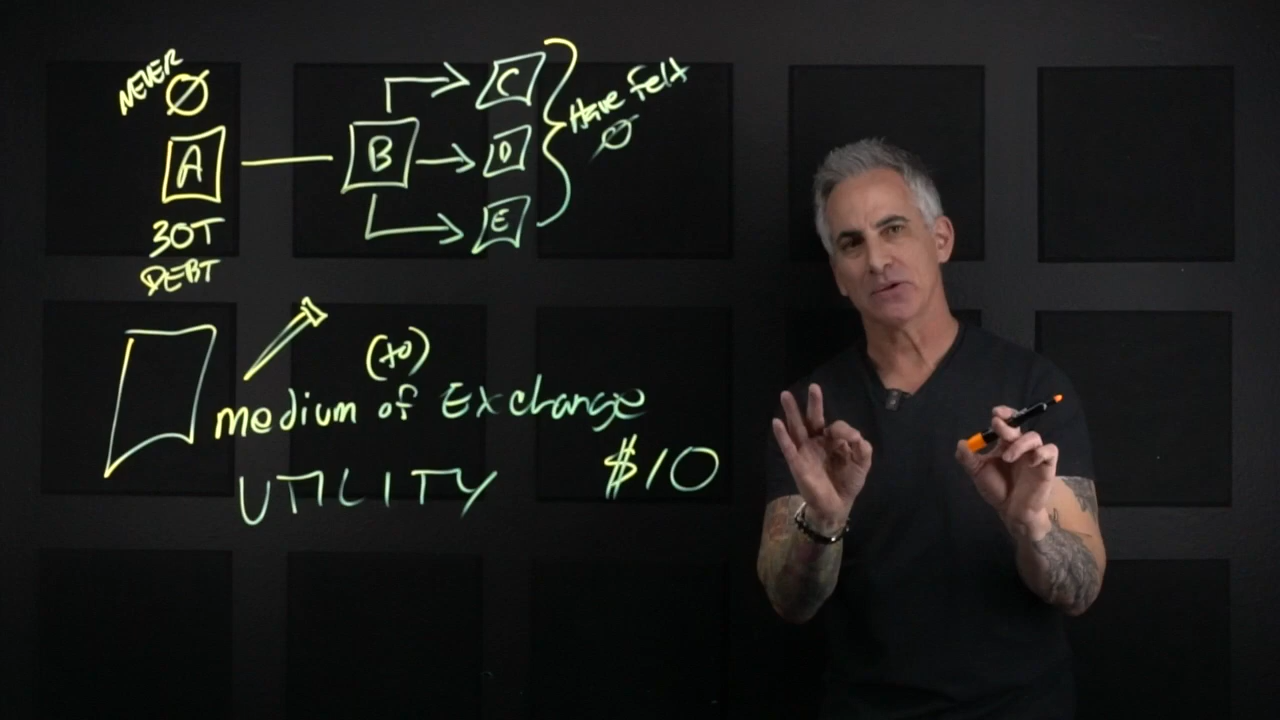 NEVER
Ø
A
30T
DEBT
B
C
D
E
Have Felt
Ø
(to)
medium of Exchange
UTILITY
$10